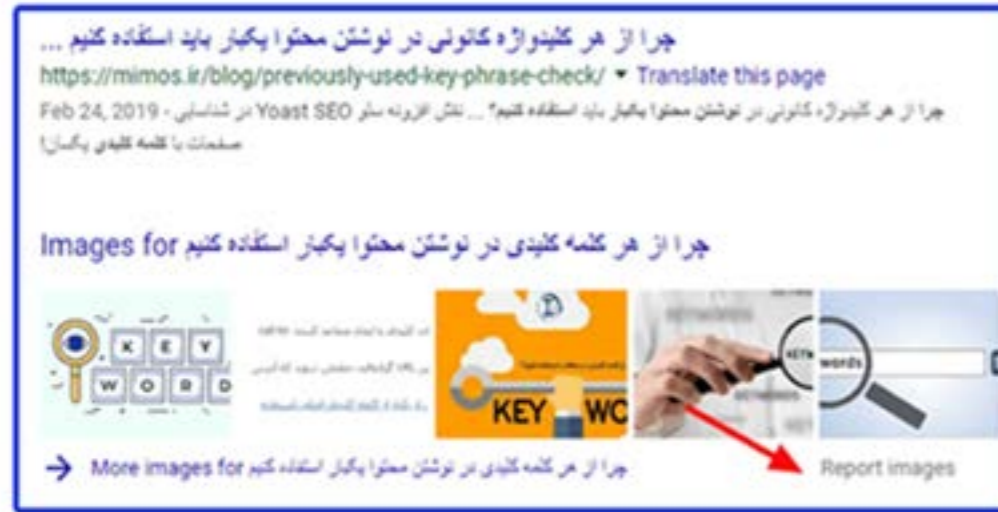 چرا از هر کلیدواژه کانونی در نوشتن محتوا یکبار باید استفاده کنیم ...
https://mimos.ir/blog/previously-used-key-phrase-check/ ▼ Translate this page
Feb 24, 2019 - چرا از هر کلیدواژه کانونی در نوشتن محتوا یکبار باید استفاده کنیم؟ ... نقش افزونه سئو Yoast SEO در شناسایی
صفحات با کلمه کلیدی یکسان!
Images for چرا از هر کلمه کلیدی در نوشتن محتوا یکبار استفاده کنیم
KEY
WORD
KEY WO
KEYWORDS
words
→ More images for چرا از هر کلمه کلیدی در نوشتن محتوا یکبار استفاده کنیم
Report images